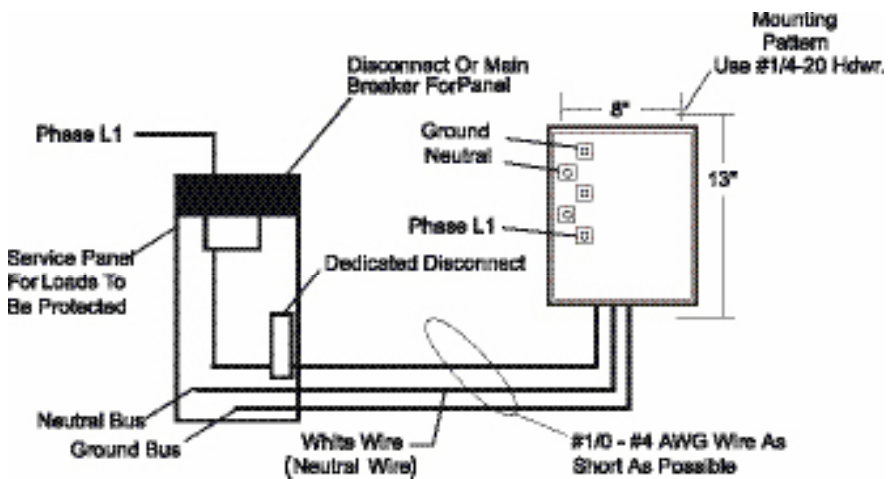 Mounting
Pattern
Use #1/4-20 Hdwr.
Disconnect Or Main
Breaker ForPanel
8"
Phase L1
Ground
Neutral
13"
Phase L1
Service Panel
For Loads To
Be Protected
Dedicated Disconnect
Neutral Bus
Ground Bus
White Wire
(Neutral Wire)
#1/0 - #4 AWG Wire As
Short As Possible